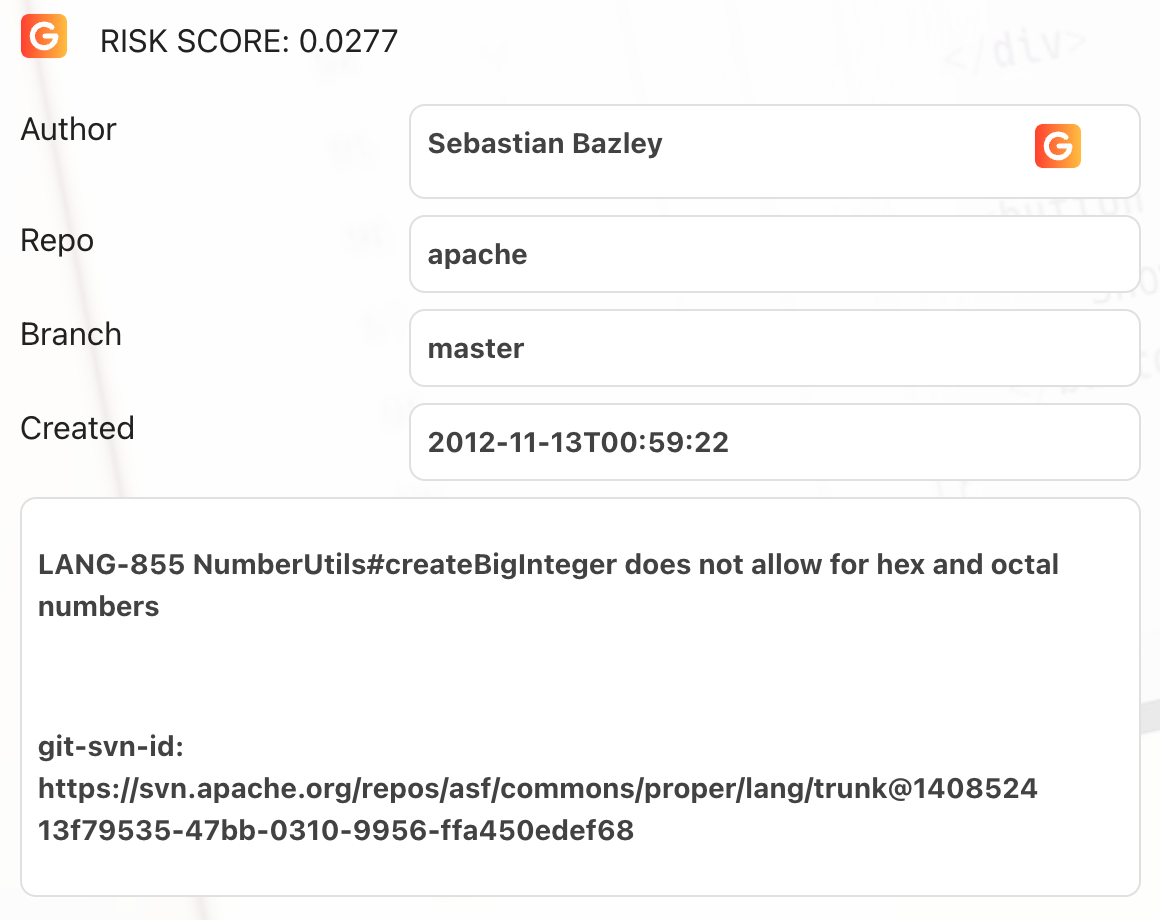 G RISK SCORE: 0.0277
Author
Sebastian Bazley G
Repo
apache
Branch
master
Created
2012-11-13T00:59:22
LANG-855 NumberUtils#createBigInteger does not allow for hex and octal
numbers
git-svn-id:
https://svn.apache.org/repos/asf/commons/proper/lang/trunk@1408524
13f79535-47bb-0310-9956-ffa450edef68
</div>